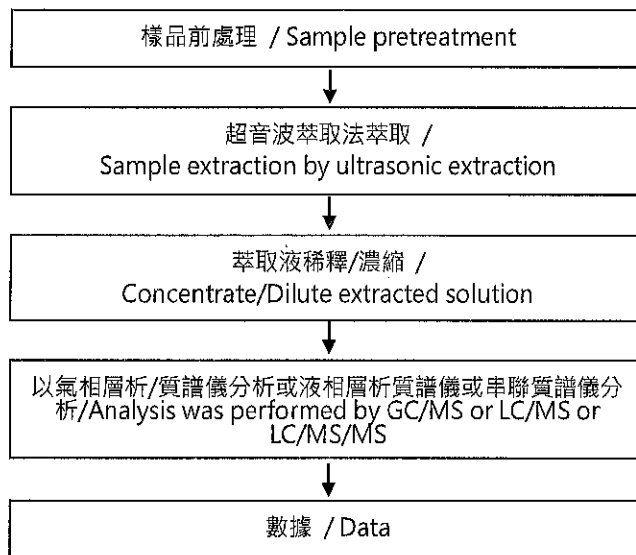 樣品前處理 / Sample pretreatment
超音波萃取法萃取 /
Sample extraction by ultrasonic extraction
萃取液稀釋/濃縮 /
Concentrate/Dilute extracted solution
以氣相層析/質譜儀分析或液相層析質譜儀或串聯質譜儀分
析/Analysis was performed by GC/MS or LC/MS or
LC/MS/MS
數據 / Data